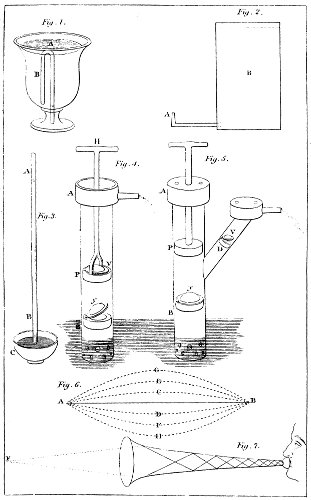 Fig. 1.
A
B
Fig. 2.
A
B
Fig. 3.
A
B
C
H
Fig. 4.
A
V
P
S
B
Fig. 5.
A
P
V
O
S
B
Fig. 6.
G
E
C
A
B
D
F
H
Fig. 7.
F